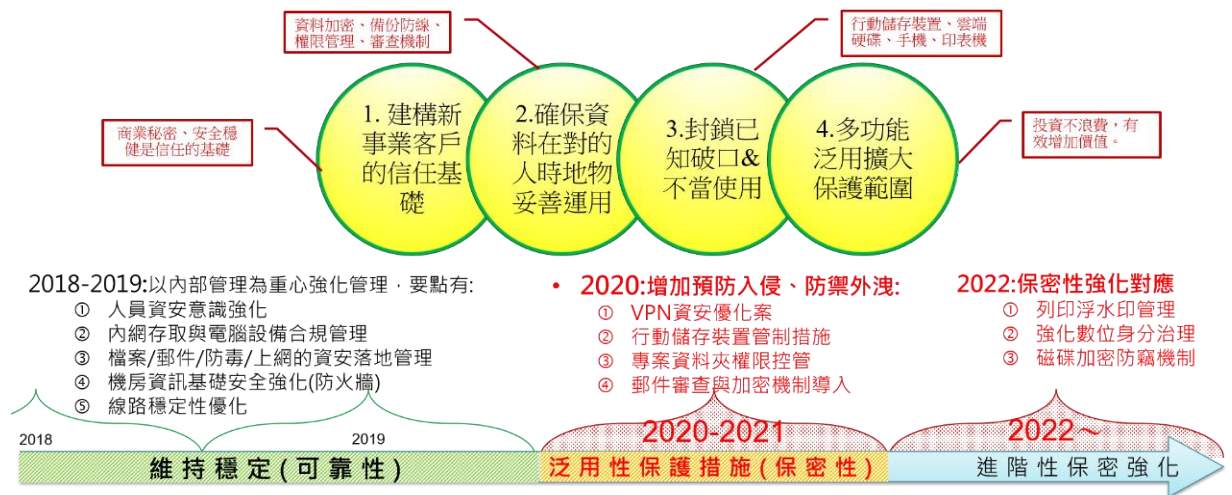 資料加密、備份防線、
權限管理、審查機制
行動儲存裝置、雲端
硬碟、手機、印表機
商業秘密、安全穩
健是信任的基礎
1. 建構新
事業客戶
的信任基
礎
2.確保資
料在對的
人時地物
妥善運用
3.封鎖已
知破口&
不當使用
4.多功能
泛用擴大
保護範圍
投資不浪費，有
效增加價值。
2018-2019:以內部管理為重心強化管理，要點有:
① 人員資安意識強化
② 內網存取與電腦設備合規管理
③ 檔案/郵件/防毒/上網的資安落地管理
④ 機房資訊基礎安全強化(防火牆)
⑤ 線路穩定性優化
• 2020:增加預防入侵、防禦外洩:
① VPN資安優化案
② 行動儲存裝置管制措施
③ 專案資料夾權限控管
④ 郵件審查與加密機制導入
2022:保密性強化對應
① 列印浮水印管理
② 強化數位身分治理
③ 磁碟加密防竊機制
2018
2019
2020-2021
2022～
維持穩定(可靠性)
泛用性保護措施(保密性)
進階性保密強化